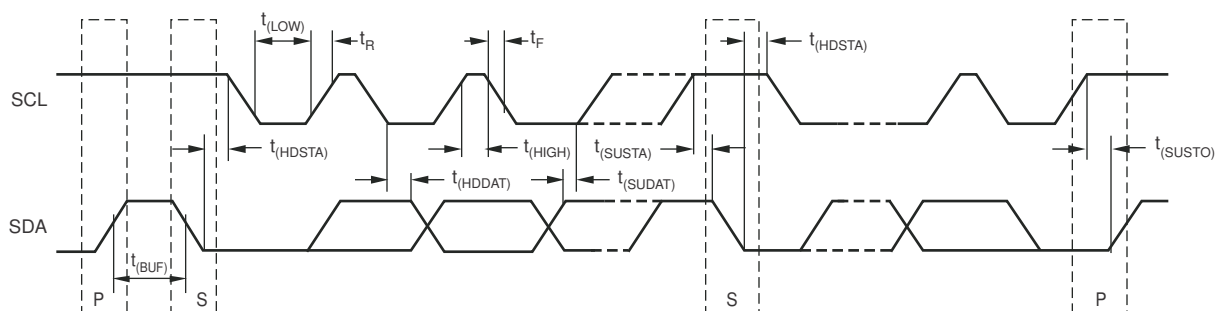 t(LOW)
tR
tF
t(HDSTA)
SCL
t(HDSTA)
t(HIGH)
t(SUSTA)
t(SUSTO)
t(HDDAT)
t(SUDAT)
SDA
t(BUF)
P
S
S
P